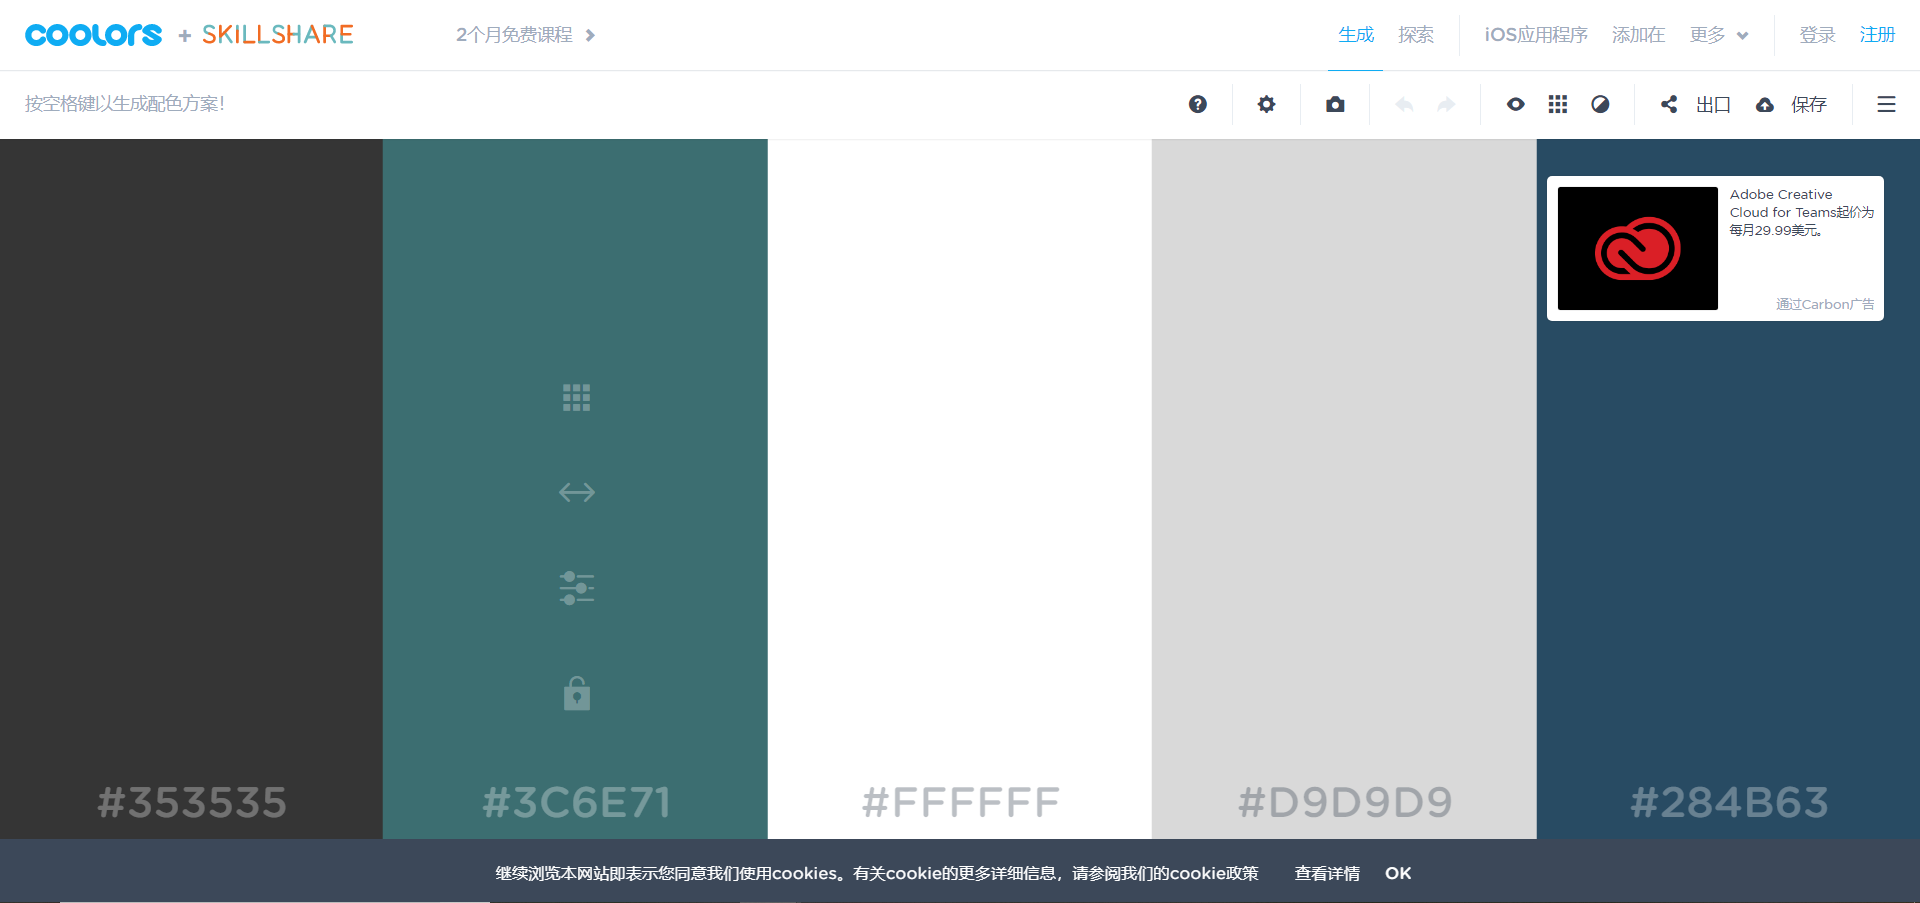 coolors + SKILLSHARE
2个月免费课程
生成 探索 iOS应用程序 添加在 更多 登录 注册
按空格键以生成配色方案！
出口 保存
Adobe Creative
Cloud for Teams起价为
每月29.99美元。
通过Carbon广告
#353535 #3C6E71 #FFFFFF #D9D9D9 #284B63
继续浏览本网站即表示您同意我们使用cookies。有关cookie的更多详细信息，请参阅我们的cookie政策 查看详情 OK